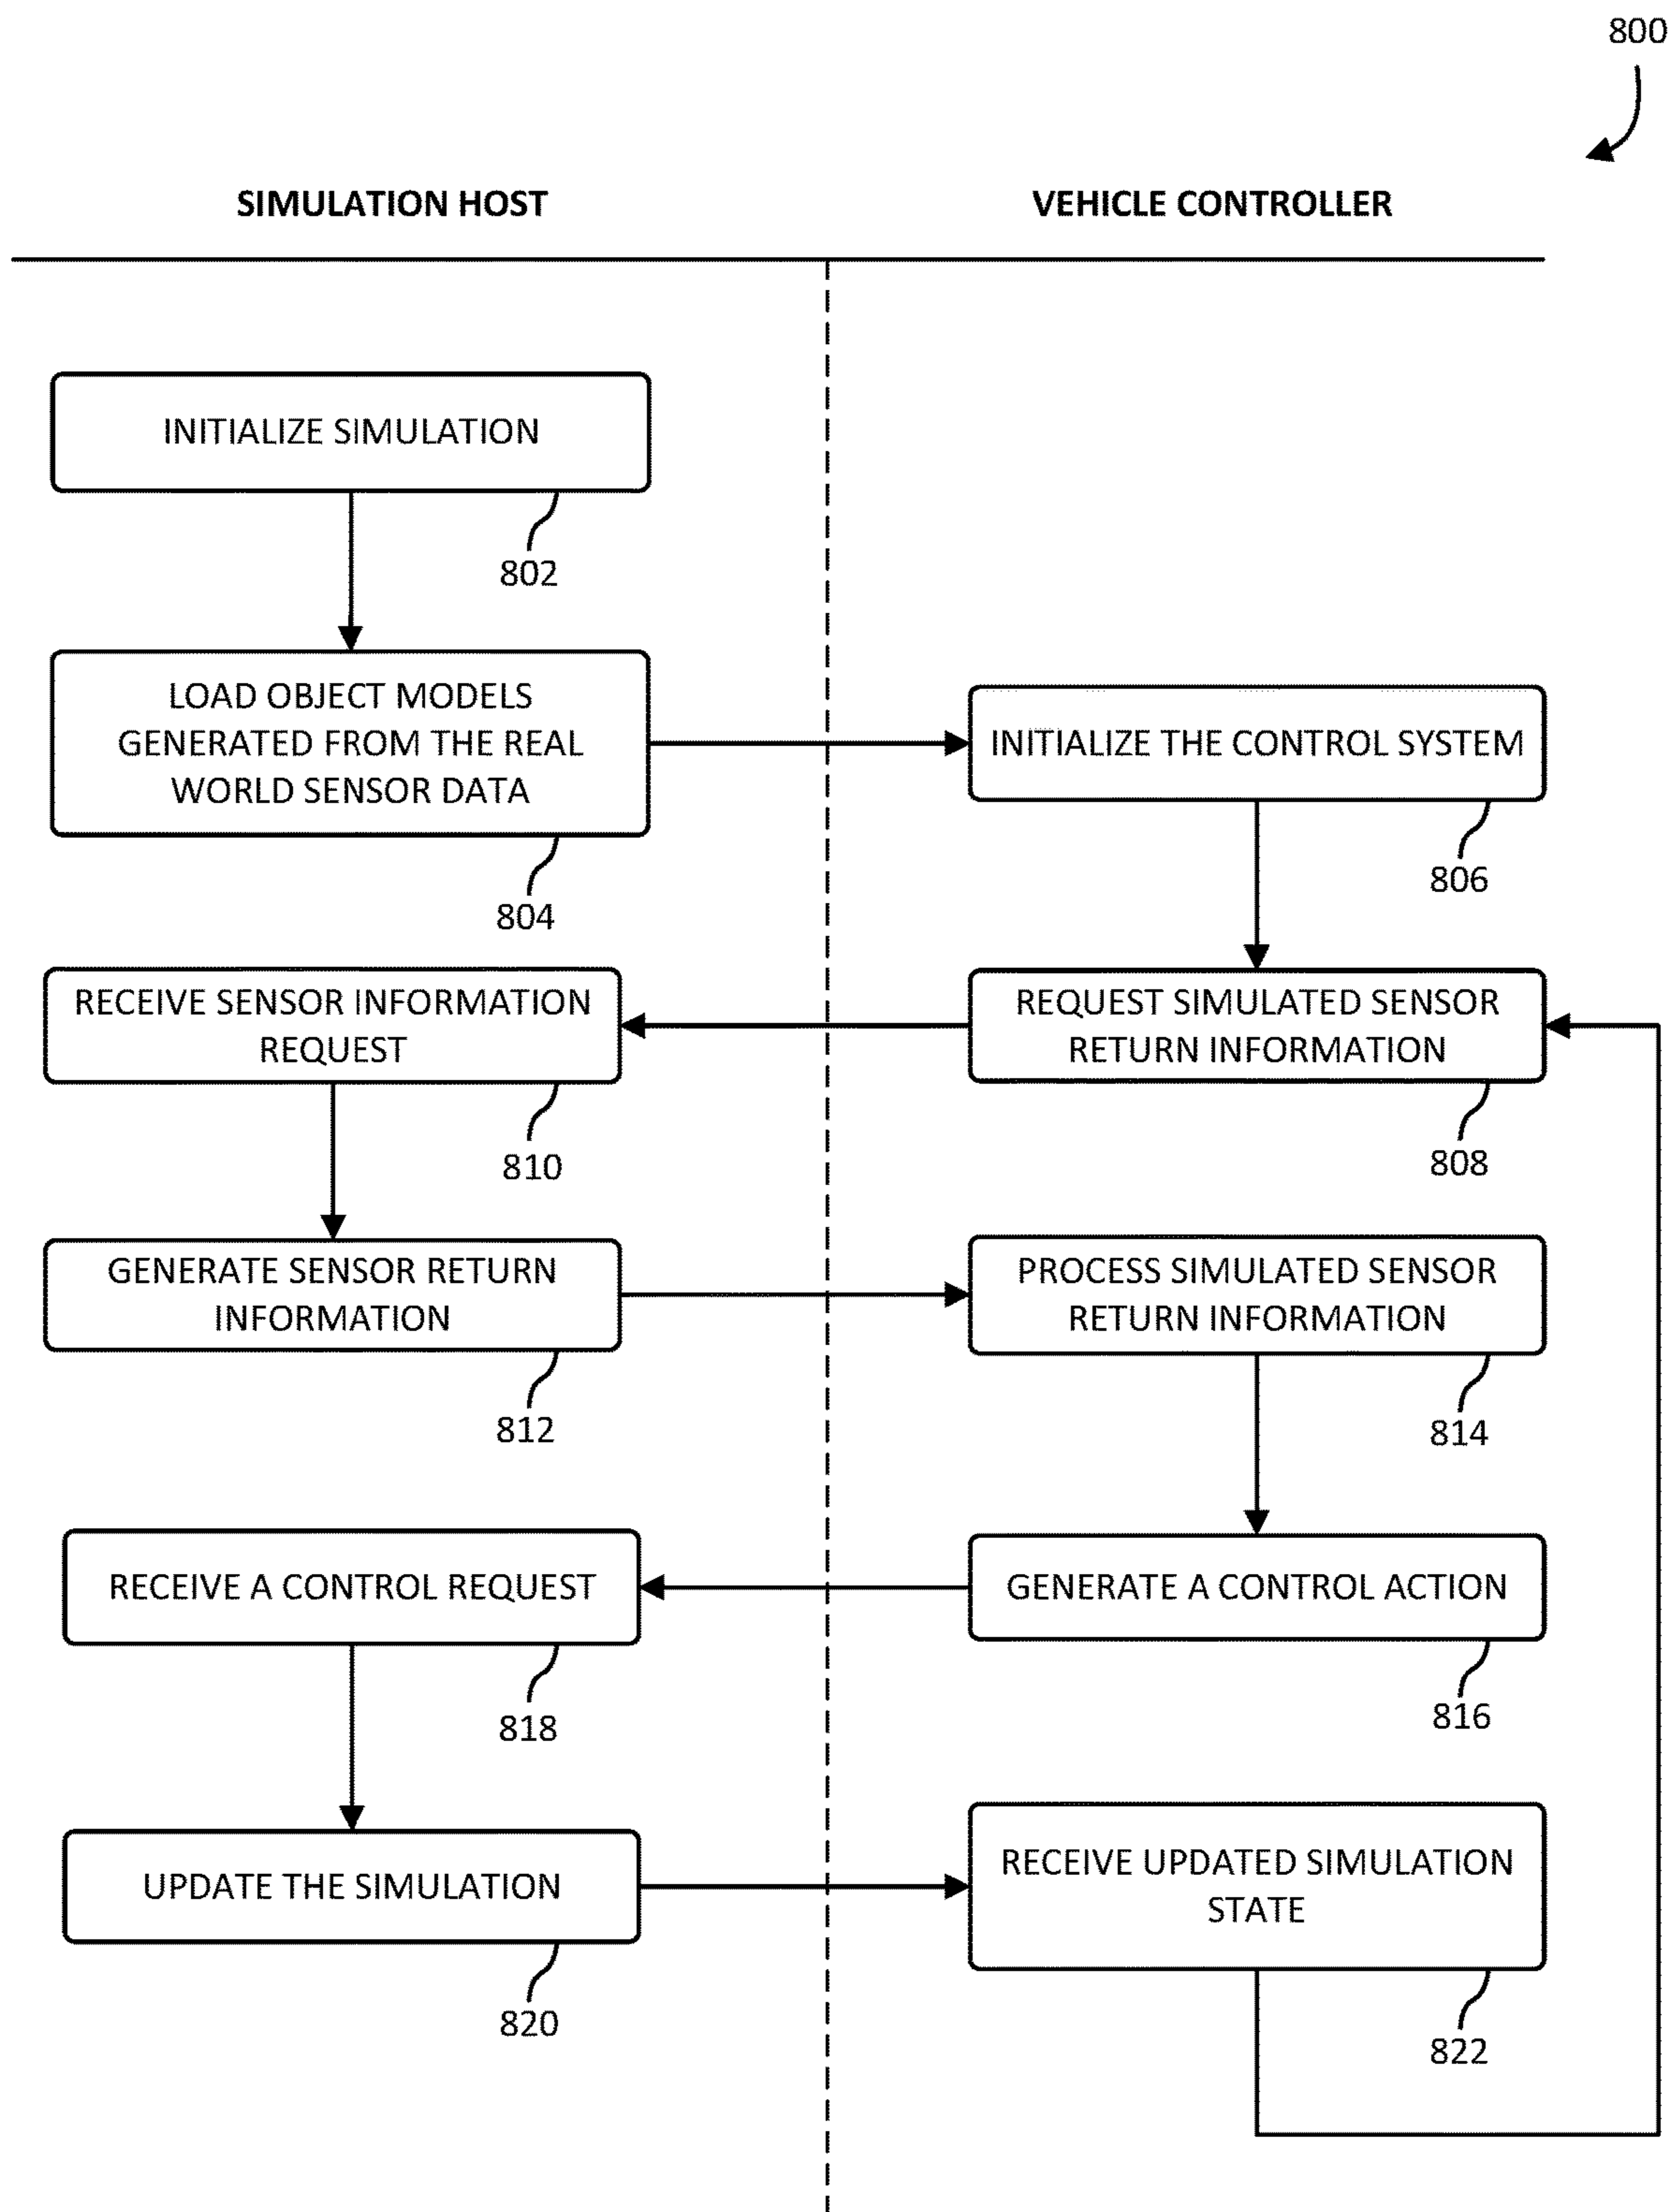 800
SIMULATION HOST
VEHICLE CONTROLLER
INITIALIZE SIMULATION
802
LOAD OBJECT MODELS
GENERATED FROM THE REAL
WORLD SENSOR DATA
804
INITIALIZE THE CONTROL SYSTEM
806
REQUEST SIMULATED SENSOR
RETURN INFORMATION
808
RECEIVE SENSOR INFORMATION
REQUEST
810
GENERATE SENSOR RETURN
INFORMATION
812
PROCESS SIMULATED SENSOR
RETURN INFORMATION
814
GENERATE A CONTROL ACTION
816
RECEIVE A CONTROL REQUEST
818
UPDATE THE SIMULATION
820
RECEIVE UPDATED SIMULATION
STATE
822